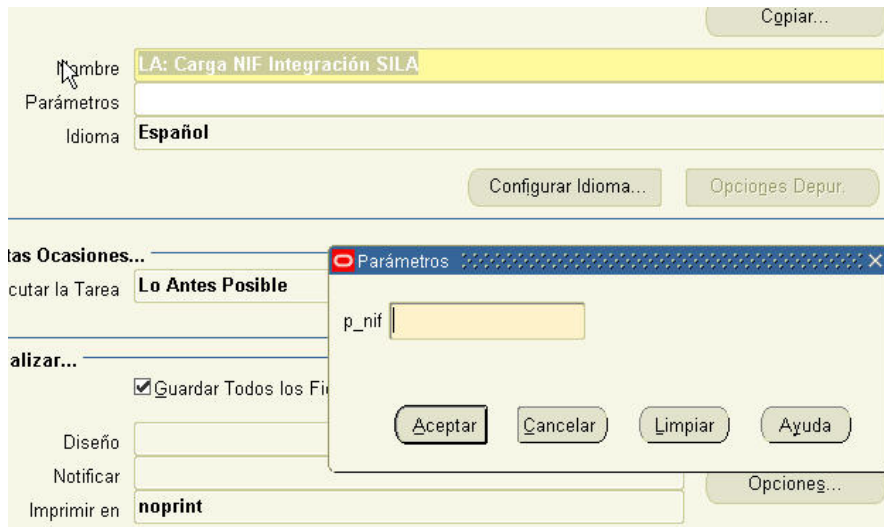 Copiar...
Nombre LA: Carga NIF Integración SILA
Parámetros
Idioma Español
Configurar Idioma... Opciones Depur.
tas Ocasiones...
cutar la Tarea Lo Antes Posible
Parámetros
p_nif
Aceptar Cancelar Limpiar Ayuda
alizar...
Guardar Todos los Fi
Diseño
Notificar
Opciones...
Imprimir en noprint